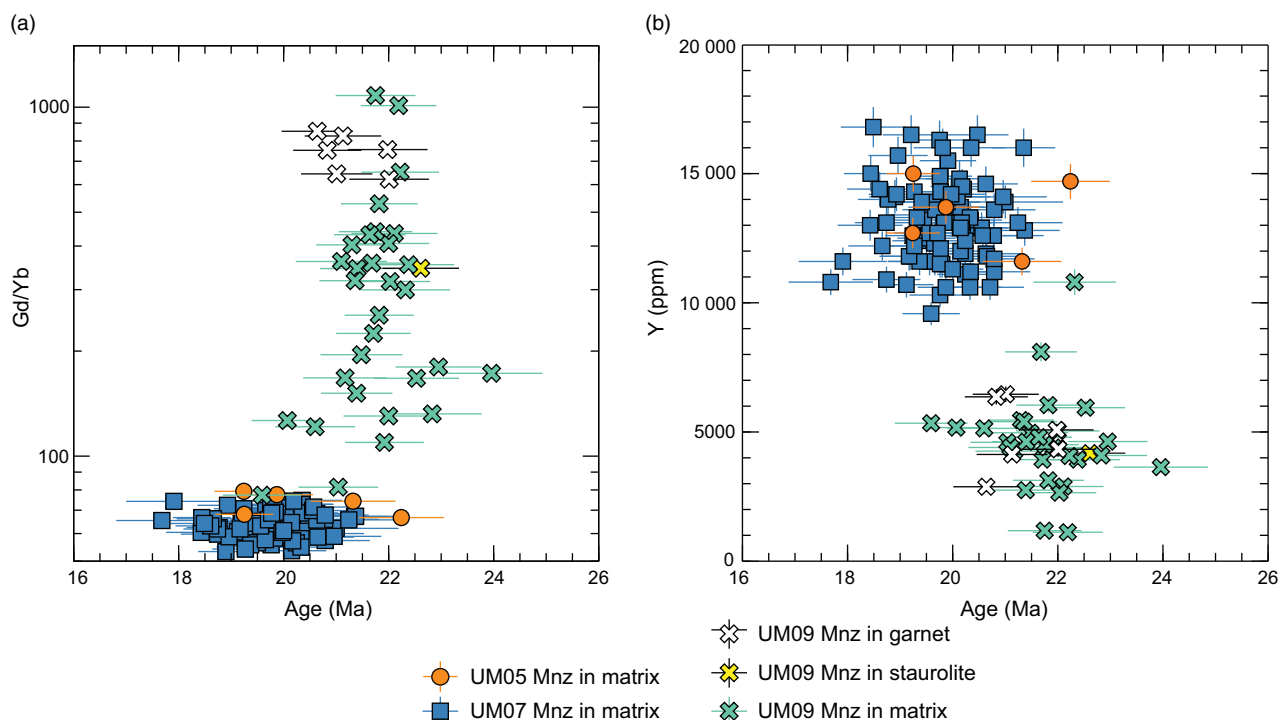 (a)
1000
100
Gd/Yb
16 18 20 22 24 26
Age (Ma)
(b)
20 000
15 000
10 000
5000
0
Y (ppm)
16 18 20 22 24 26
Age (Ma)
UM05 Mnz in matrix
UM07 Mnz in matrix
UM09 Mnz in garnet
UM09 Mnz in staurolite
UM09 Mnz in matrix